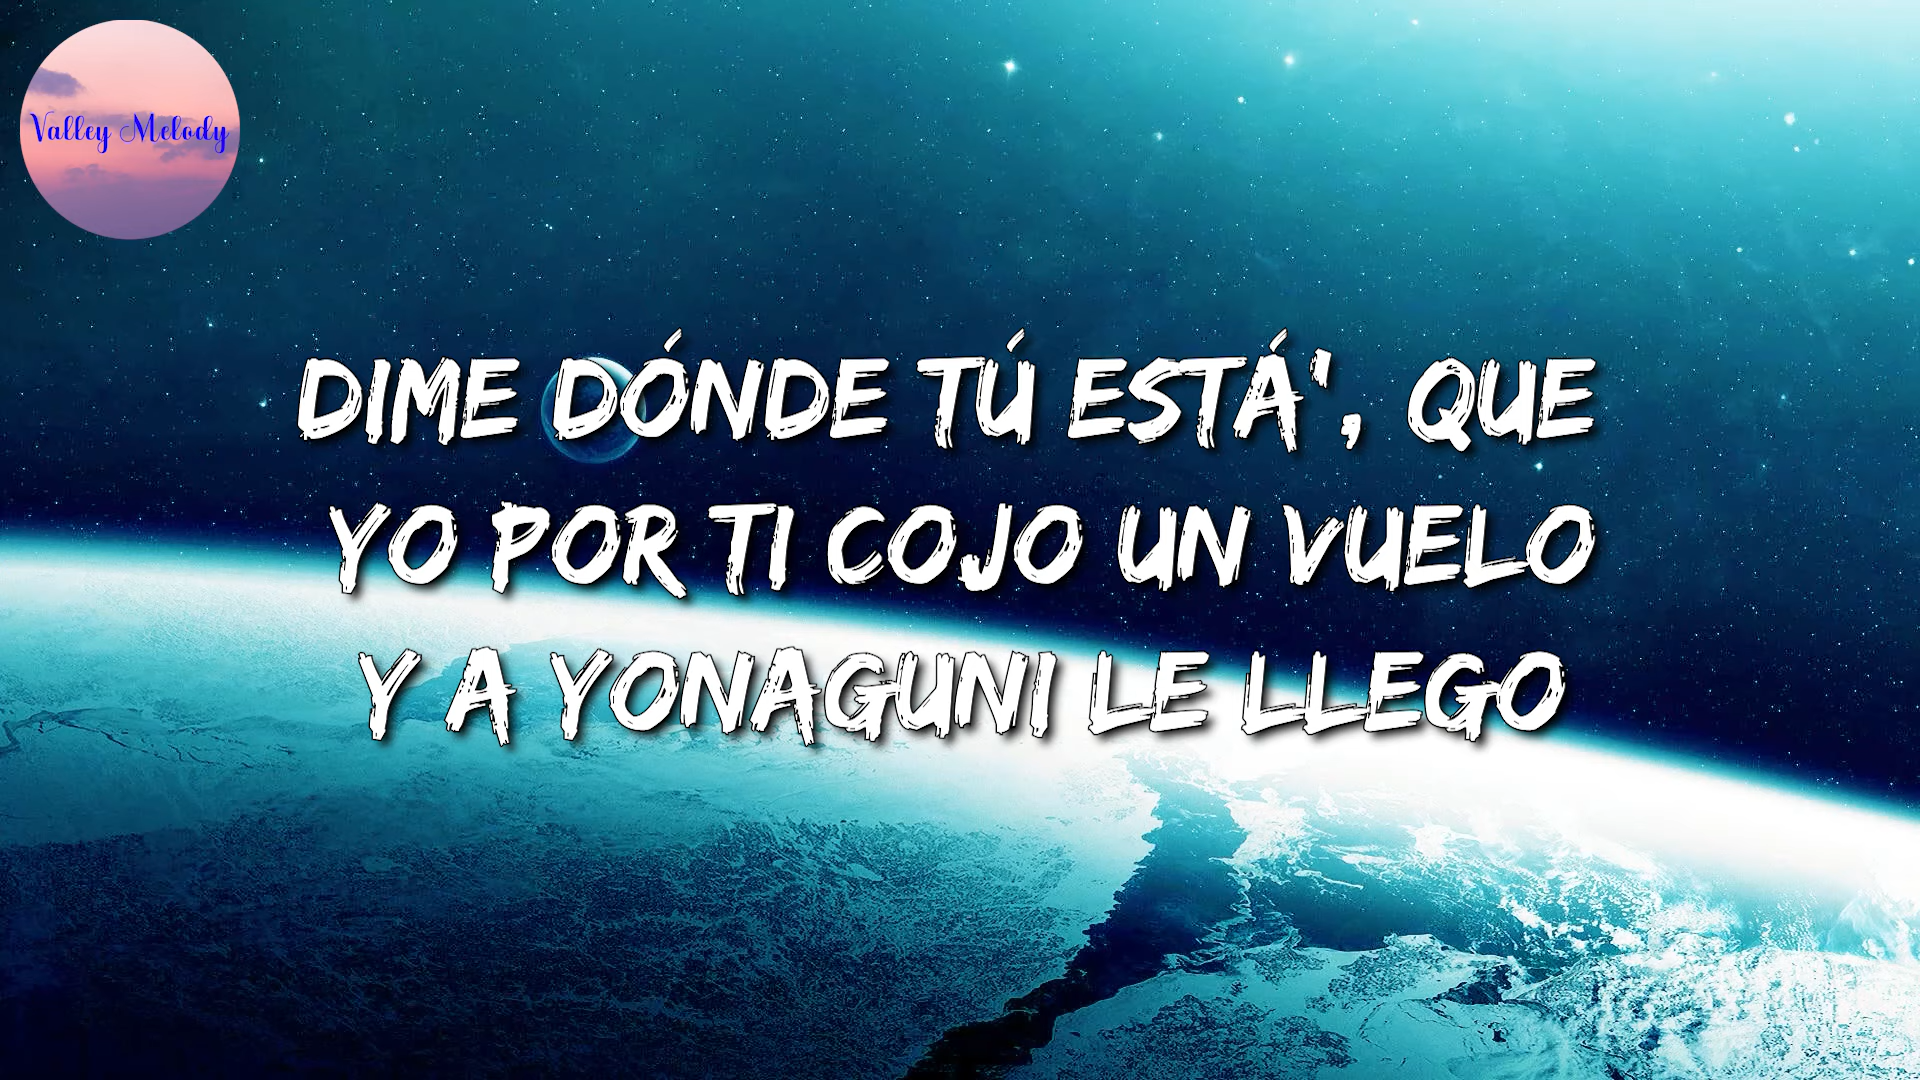 Valley Melody
DIME DÓNDE TÚ ESTÁ', QUE
YO POR TI COJO UN VUELO
Y A YONAGUNI LE LLEGO